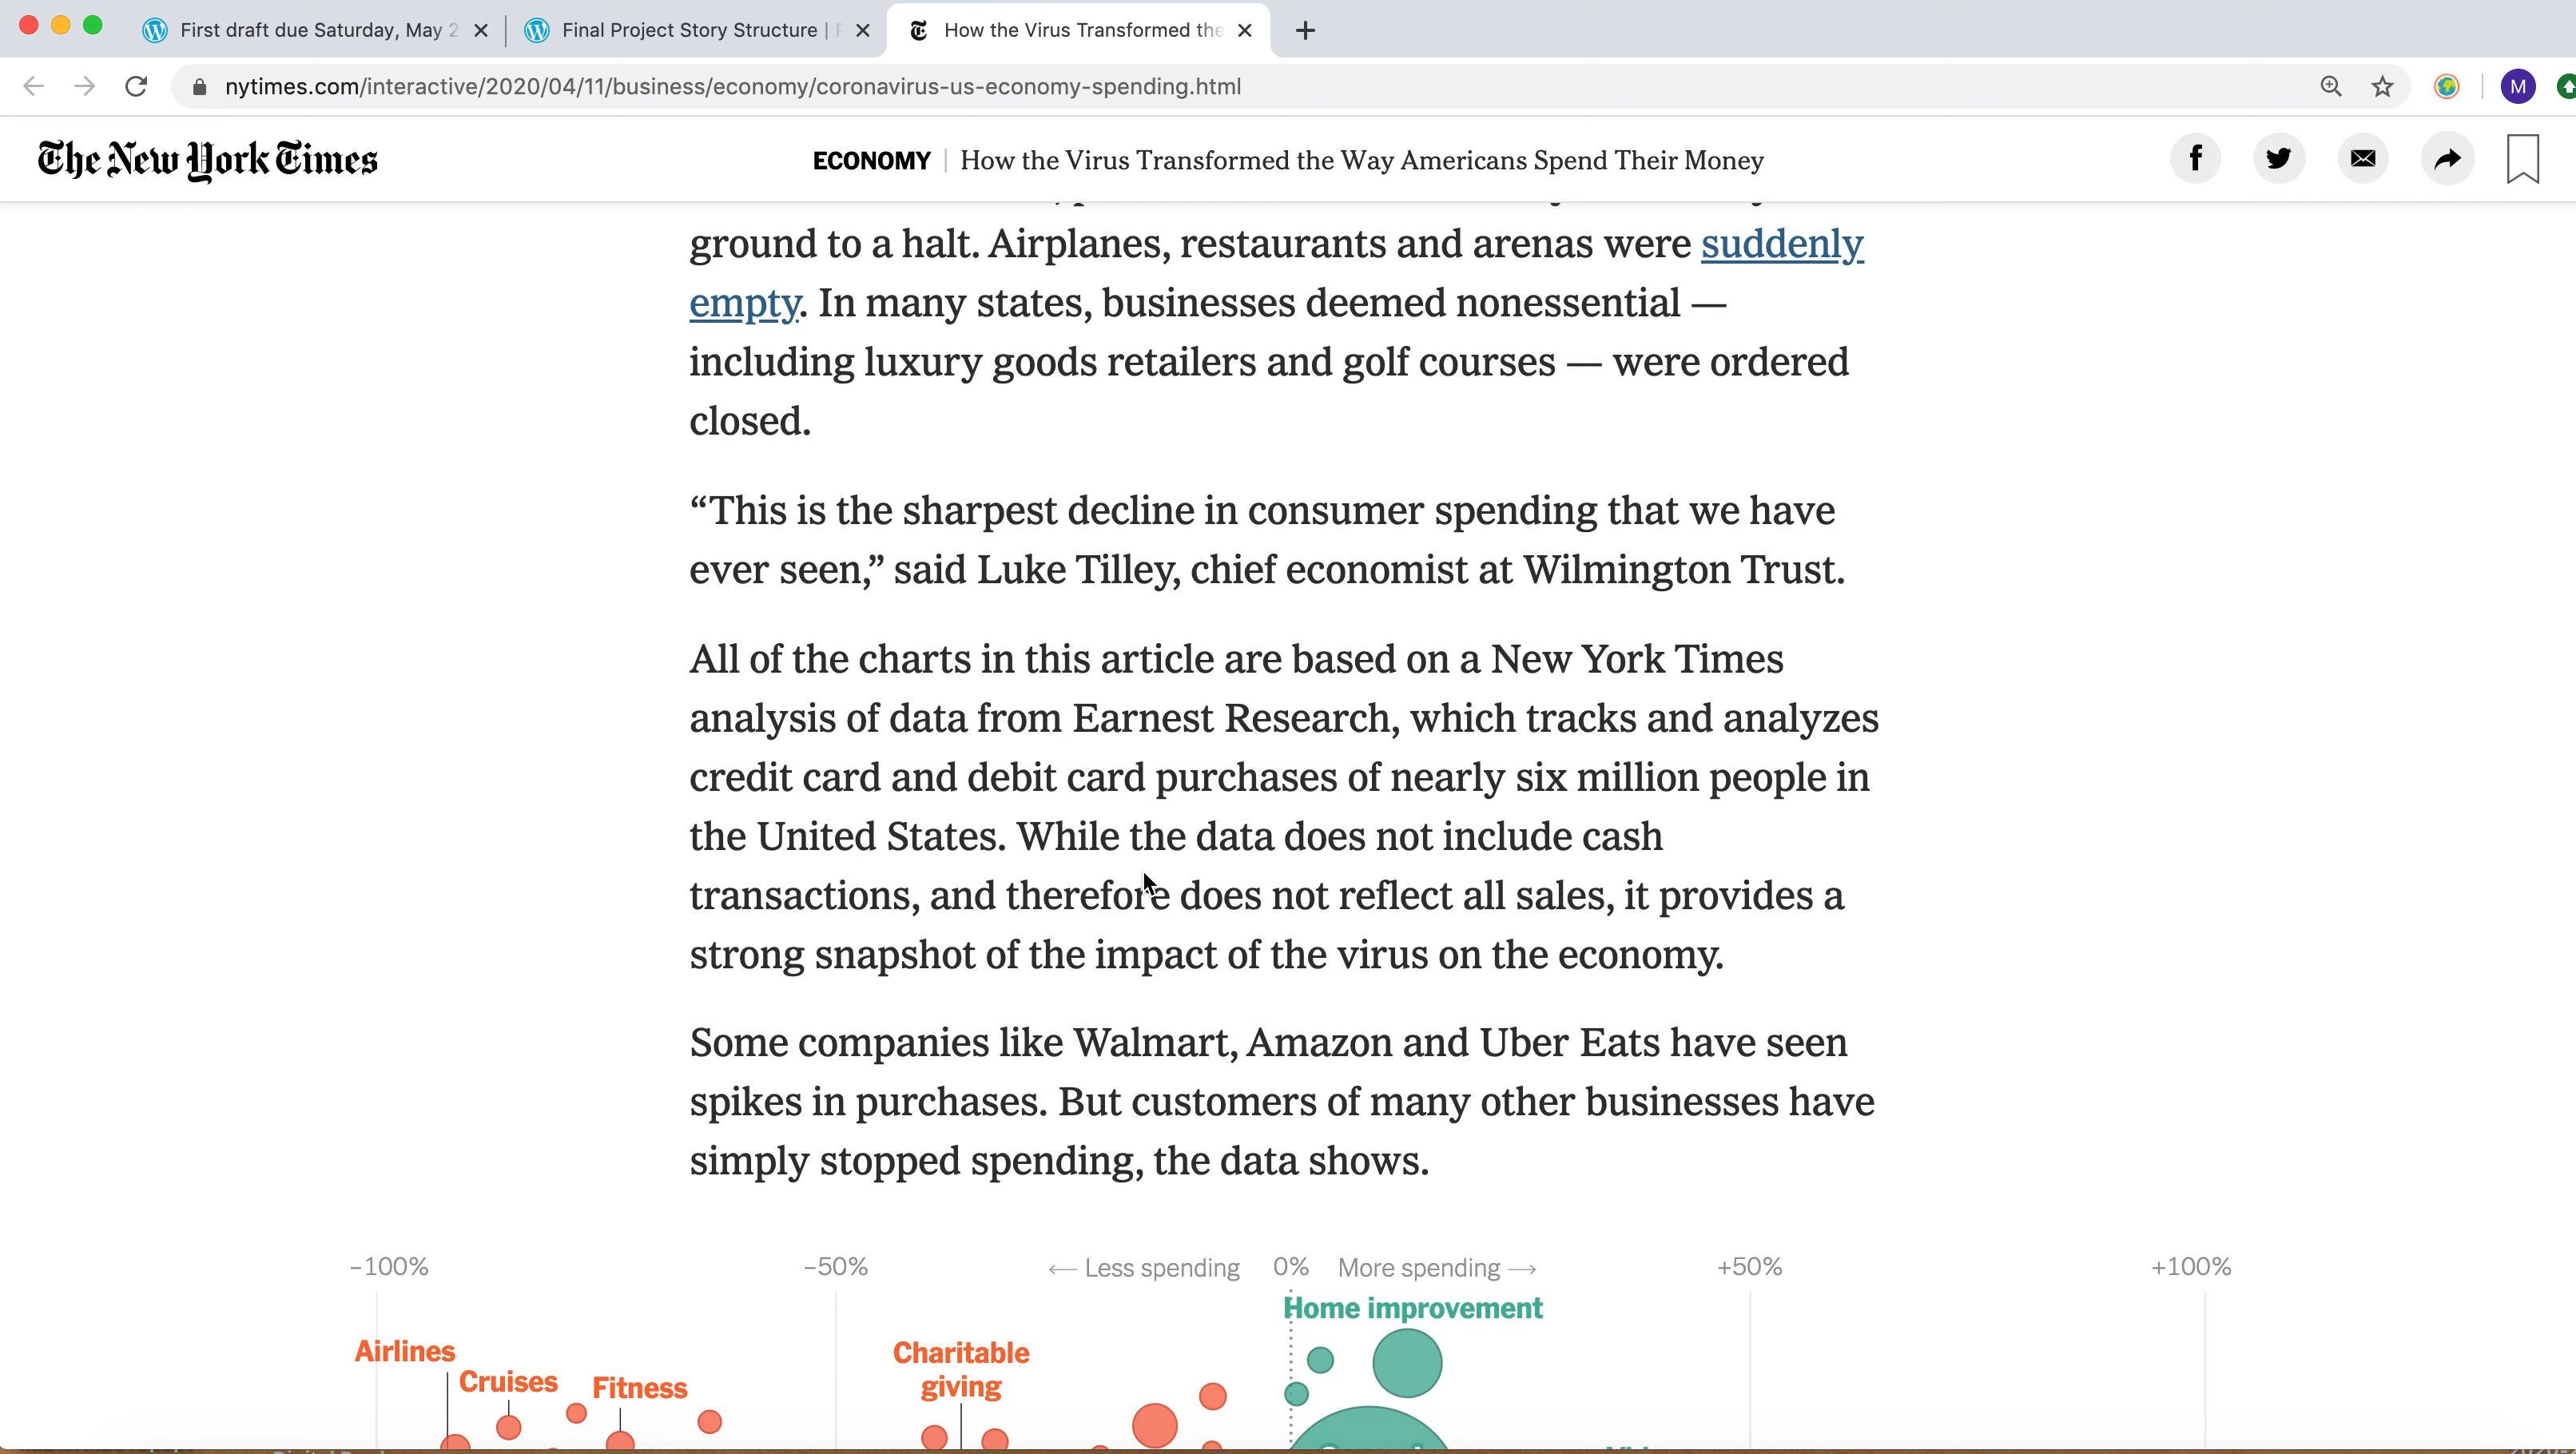 First draft due Saturday, May 2
Final Project Story Structure | F
How the Virus Transformed the
nytimes.com/interactive/2020/04/11/business/economy/coronavirus-us-economy-spending.html
M
The New York Times
ECONOMY | How the Virus Transformed the Way Americans Spend Their Money
ground to a halt. Airplanes, restaurants and arenas were suddenly
empty. In many states, businesses deemed nonessential —
including luxury goods retailers and golf courses — were ordered
closed.
“This is the sharpest decline in consumer spending that we have
ever seen,” said Luke Tilley, chief economist at Wilmington Trust.
All of the charts in this article are based on a New York Times
analysis of data from Earnest Research, which tracks and analyzes
credit card and debit card purchases of nearly six million people in
the United States. While the data does not include cash
transactions, and therefore does not reflect all sales, it provides a
strong snapshot of the impact of the virus on the economy.
Some companies like Walmart, Amazon and Uber Eats have seen
spikes in purchases. But customers of many other businesses have
simply stopped spending, the data shows.
−100% −50% ← Less spending 0% More spending → +50% +100%
Home improvement
Airlines
Cruises
Fitness
Charitable
giving